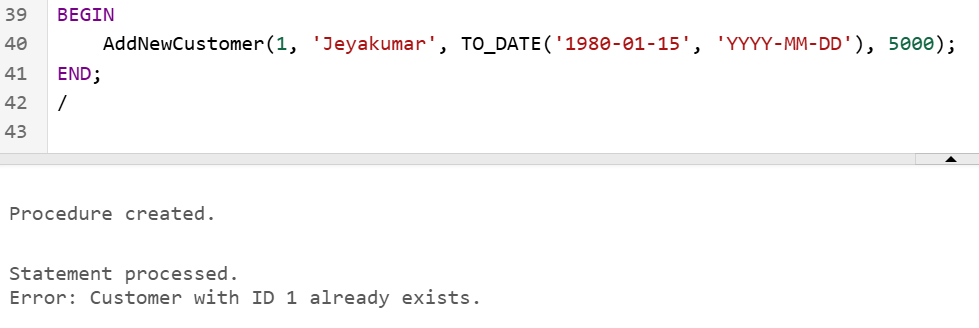 39 BEGIN
40     AddNewCustomer(1, 'Jeyakumar', TO_DATE('1980-01-15', 'YYYY-MM-DD'), 5000);
41 END;
42 /
43
Procedure created.
Statement processed.
Error: Customer with ID 1 already exists.